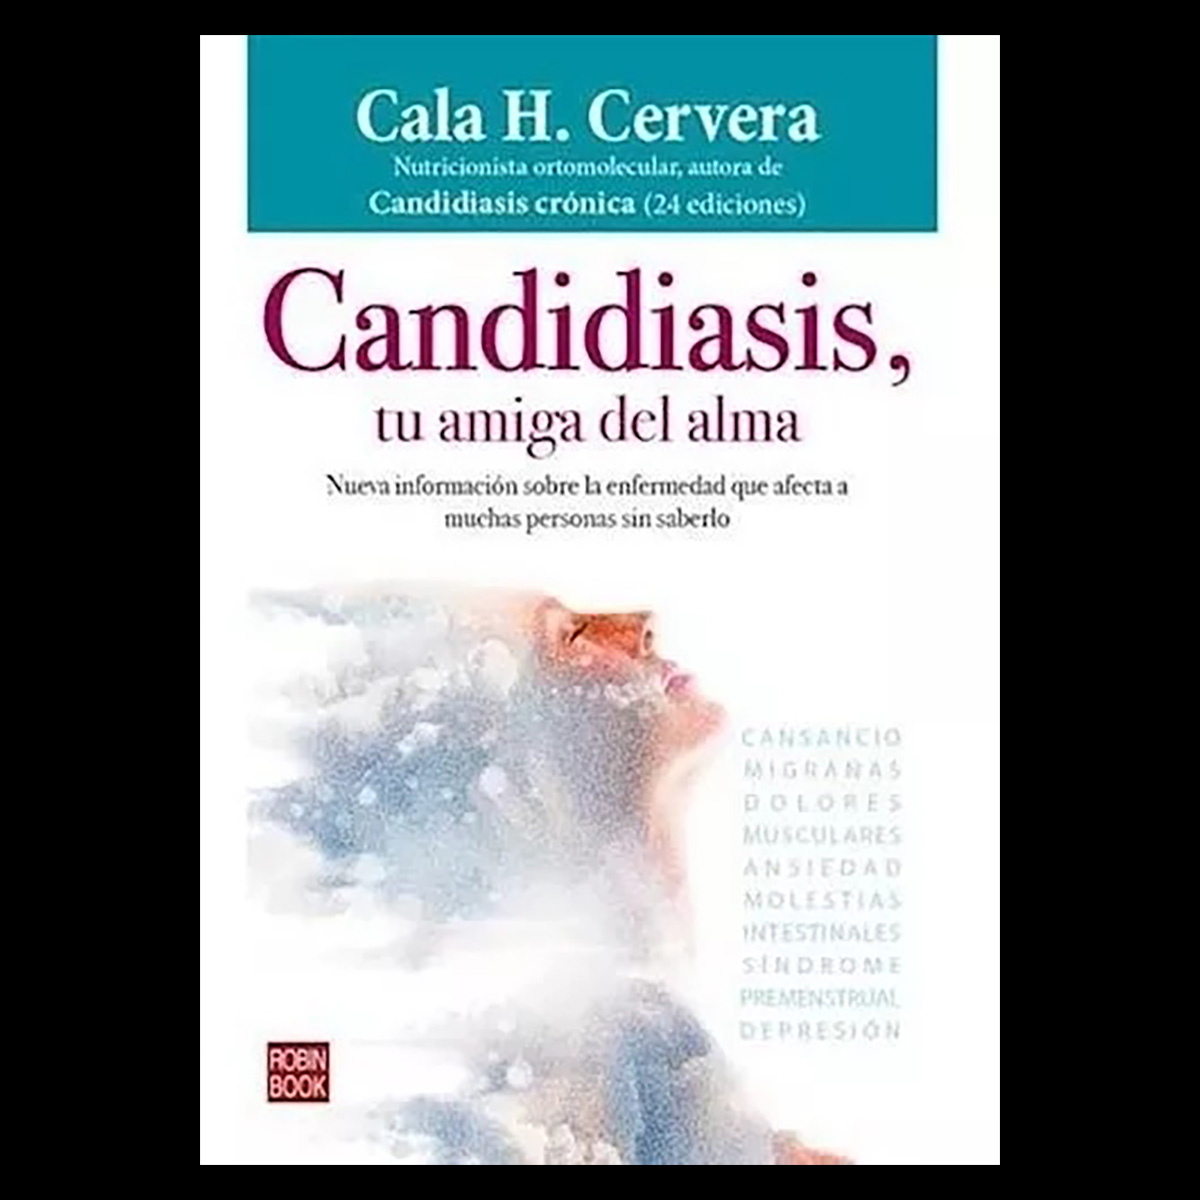 Cala H. Cervera
Nutricionista ortomolecular, autora de
Candidiasis crónica (24 ediciones)
Candidiasis,
tu amiga del alma
Nueva información sobre la enfermedad que afecta a
muchas personas sin saberlo
CANSANCIO
MIGRAÑAS
DOLORES
MUSCULARES
ANSIEDAD
MOLESTIAS
INTESTINALES
SÍNDROME
PREMENSTRUAL
DEPRESIÓN
ROBIN
BOOK